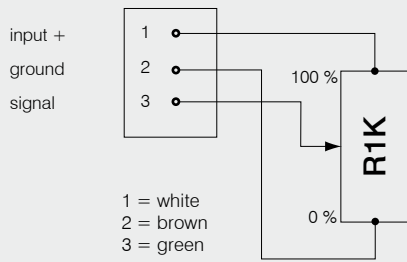 input +
ground
signal
1
2
3
100 %
0 %
R1K
1 = white
2 = brown
3 = green